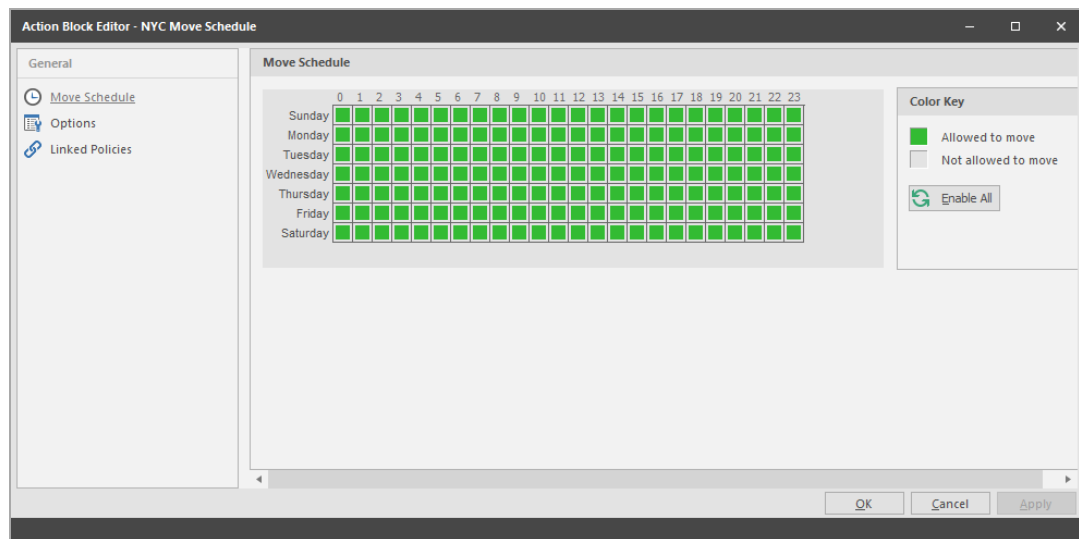 Action Block Editor - NYC Move Schedule
General
Move Schedule
Options
Linked Policies
Move Schedule
0 1 2 3 4 5 6 7 8 9 10 11 12 13 14 15 16 17 18 19 20 21 22 23
Sunday
Monday
Tuesday
Wednesday
Thursday
Friday
Saturday
Color Key
Allowed to move
Not allowed to move
Enable All
OK
Cancel
Apply